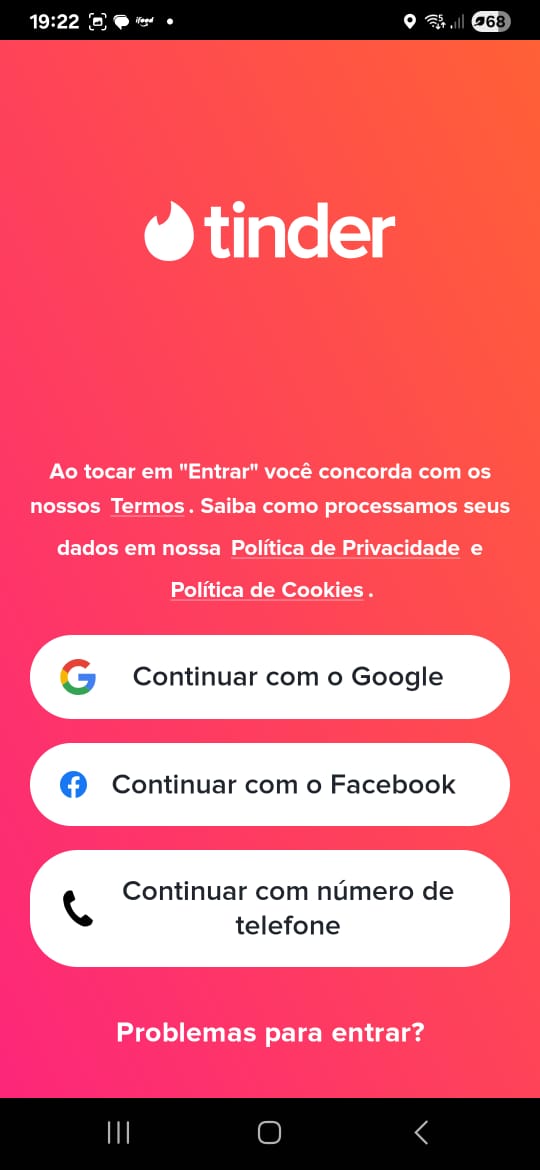 19:22 ifood 68
tinder
Ao tocar em "Entrar" você concorda com os
nossos Termos. Saiba como processamos seus
dados em nossa Política de Privacidade e
Política de Cookies.
Continuar com o Google
Continuar com o Facebook
Continuar com número de
telefone
Problemas para entrar?